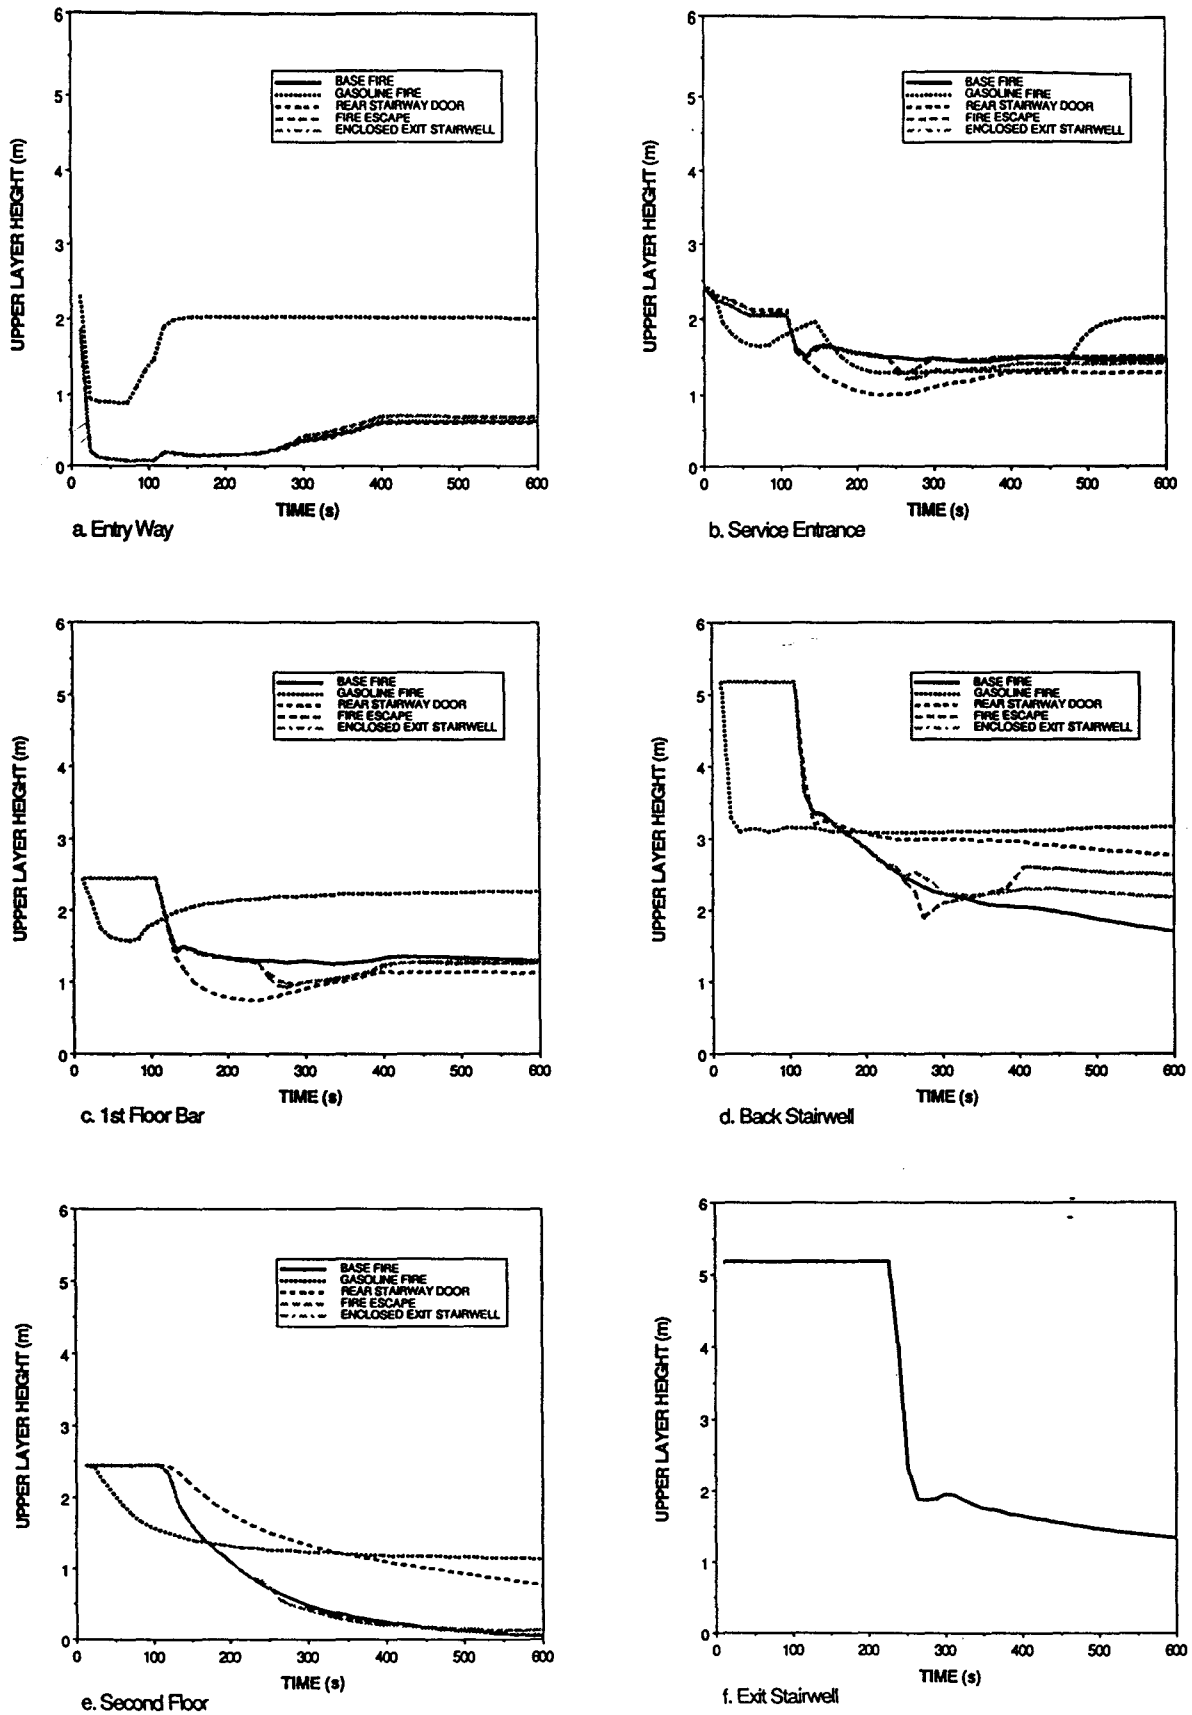 6
5
4
3
2
1
0
UPPER LAYER HEIGHT (m)
BASE FIRE
GASOLINE FIRE
REAR STAIRWAY DOOR
FIRE ESCAPE
ENCLOSED EXIT STAIRWELL
0 100 200 300 400 500 600
TIME (s)
a. Entry Way
6
5
4
3
2
1
0
UPPER LAYER HEIGHT (m)
BASE FIRE
GASOLINE FIRE
REAR STAIRWAY DOOR
FIRE ESCAPE
ENCLOSED EXIT STAIRWELL
0 100 200 300 400 500 600
TIME (s)
b. Service Entrance
6
5
4
3
2
1
0
UPPER LAYER HEIGHT (m)
BASE FIRE
GASOLINE FIRE
REAR STAIRWAY DOOR
FIRE ESCAPE
ENCLOSED EXIT STAIRWELL
0 100 200 300 400 500 600
TIME (s)
c. 1st Floor Bar
6
5
4
3
2
1
0
UPPER LAYER HEIGHT (m)
BASE FIRE
GASOLINE FIRE
REAR STAIRWAY DOOR
FIRE ESCAPE
ENCLOSED EXIT STAIRWELL
0 100 200 300 400 500 600
TIME (s)
d. Back Stairwell
6
5
4
3
2
1
0
UPPER LAYER HEIGHT (m)
BASE FIRE
GASOLINE FIRE
REAR STAIRWAY DOOR
FIRE ESCAPE
ENCLOSED EXIT STAIRWELL
0 100 200 300 400 500 600
TIME (s)
e. Second Floor
6
5
4
3
2
1
0
UPPER LAYER HEIGHT (m)
0 100 200 300 400 500 600
TIME (s)
f. Exit Stairwell